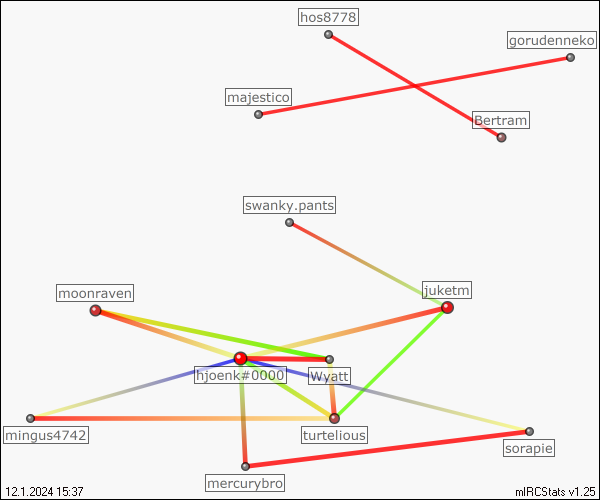 hos8778
gorudenneko
majestico
Bertram
swanky.pants
juketm
moonraven
hjoenk#0000
Wyatt
mingus4742
turtelious
sorapie
mercurybro
12.1.2024 15:37
mIRCStats v1.25